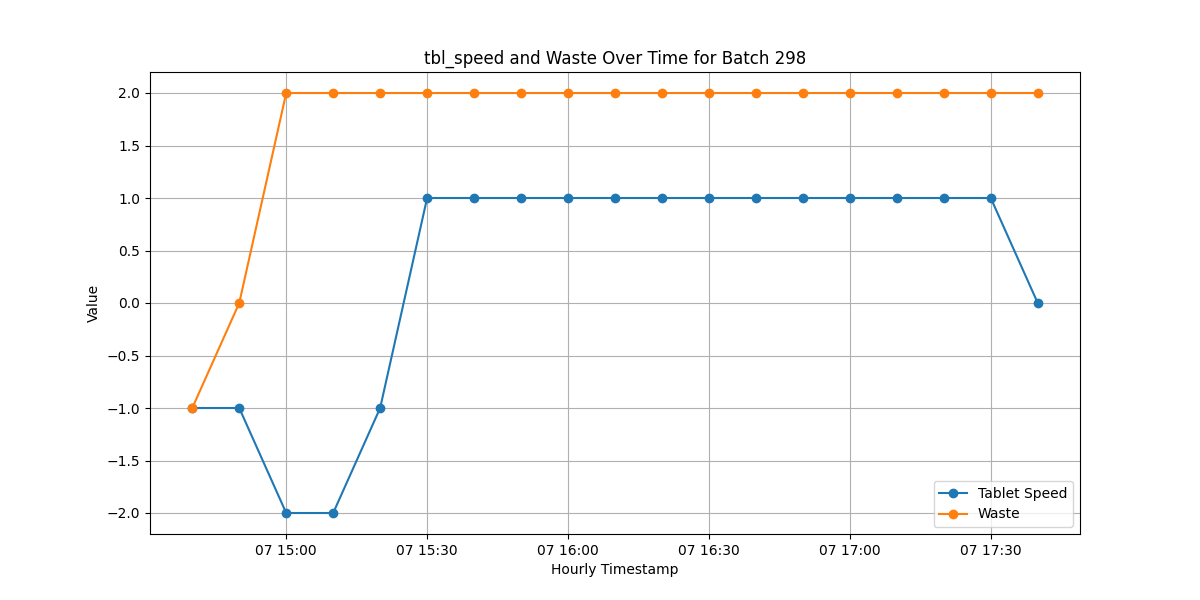 tbl_speed and Waste Over Time for Batch 298
Value
2.0
1.5
1.0
0.5
0.0
−0.5
−1.0
−1.5
−2.0
Tablet Speed
Waste
07 15:00 07 15:30 07 16:00 07 16:30 07 17:00 07 17:30
Hourly Timestamp